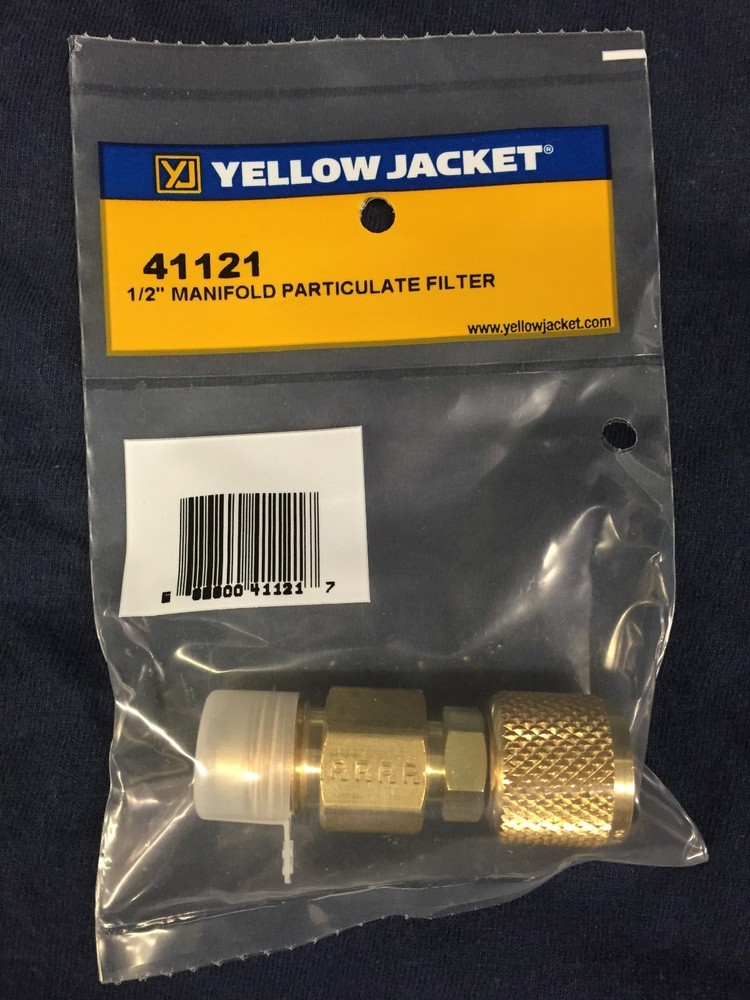 YJ YELLOW JACKET®
41121
1/2" MANIFOLD PARTICULATE FILTER
www.yellowjacket.com
41121 7